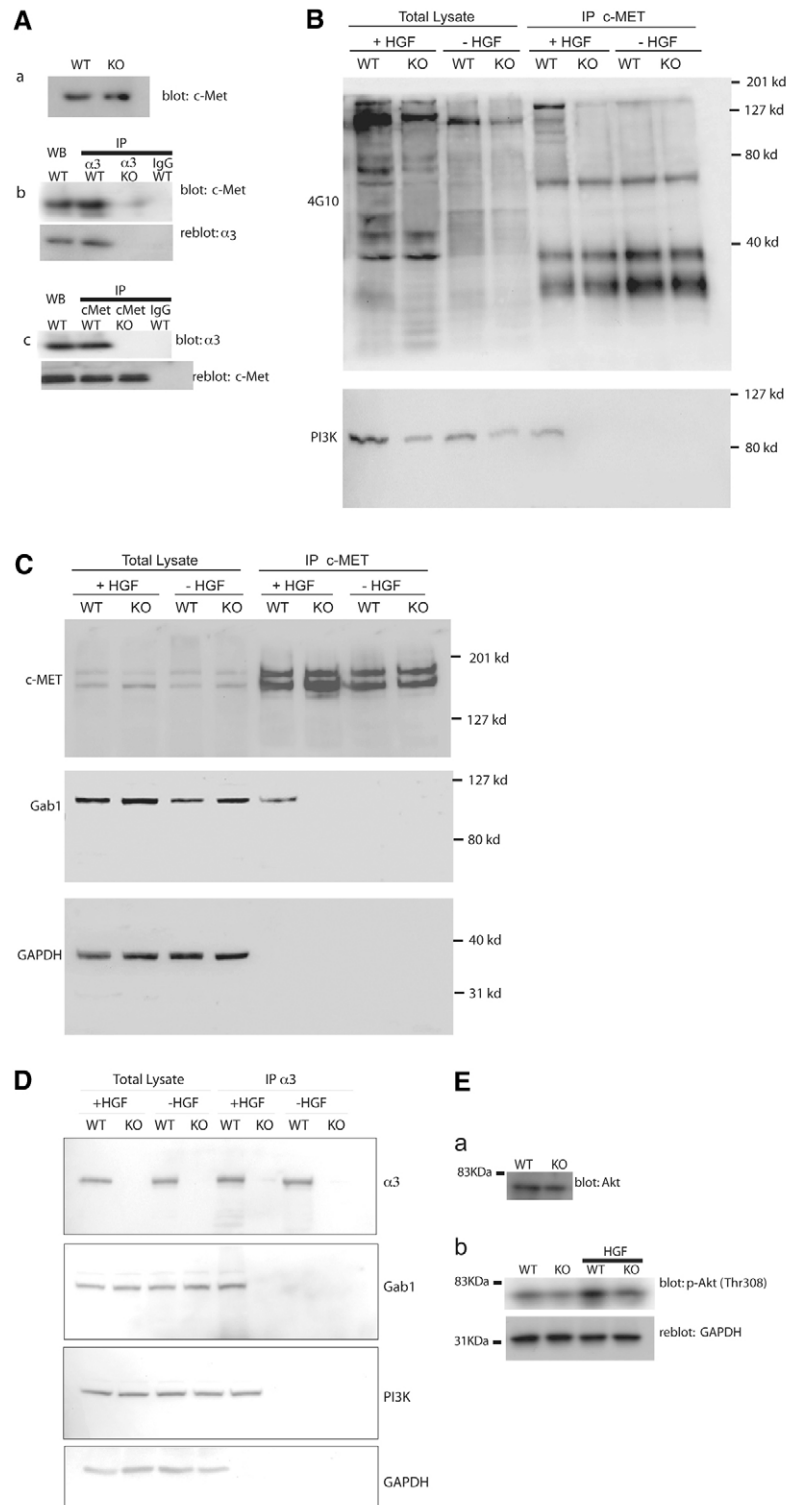 A
a
WT KO
blot: c-Met
IP
WB α3 α3 IgG
WT WT KO WT
b
blot: c-Met
reblot: α3
IP
WB cMet cMet IgG
WT WT KO WT
c
blot: α3
reblot: c-Met
B
Total Lysate IP c-MET
+ HGF - HGF + HGF - HGF
WT KO WT KO WT KO WT KO
201 kd
127 kd
80 kd
4G10
40 kd
127 kd
PI3K
80 kd
C
Total Lysate IP c-MET
+ HGF - HGF + HGF - HGF
WT KO WT KO WT KO WT KO
201 kd
c-MET
127 kd
127 kd
Gab1
80 kd
GAPDH
40 kd
31 kd
D
Total Lysate IP α3
+HGF -HGF +HGF -HGF
WT KO WT KO WT KO WT KO
α3
Gab1
PI3K
GAPDH
E
a
WT KO
83KDa
blot: Akt
b
HGF
WT KO WT KO
83KDa
blot: p-Akt (Thr308)
31KDa
reblot: GAPDH